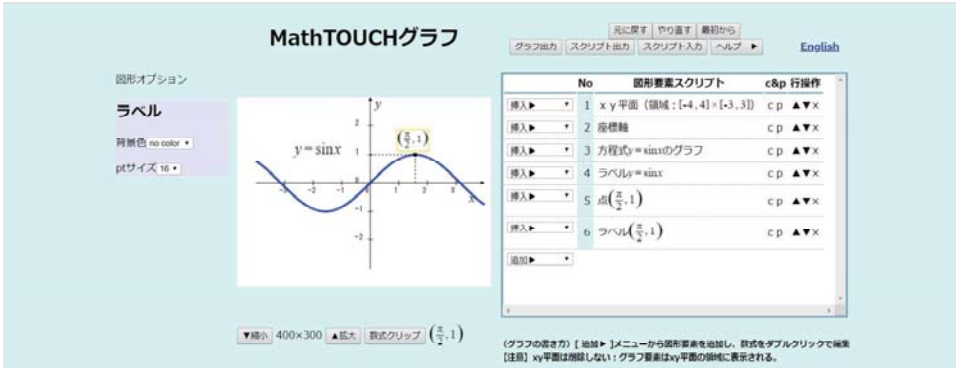 MathTOUCHグラフ
元に戻す やり直す 最初から
グラフ出力 スクリプト出力 スクリプト入力 ヘルプ ▶ English
図形オプション
ラベル
背景色 no color ▼
ptサイズ 16 ▼
y
2
(π/2, 1)
y=sinx
1
0
-3 -2 -1 1 2 3 x
-1
-2
▼縮小 400×300 ▲拡大 数式クリップ (π/2, 1)
No 図形要素スクリプト c&p 行操作
挿入▶ ▼ 1 x y 平面（領域：[-4,4]×[-3,3]） c p ▲▼×
挿入▶ ▼ 2 座標軸 c p ▲▼×
挿入▶ ▼ 3 方程式y=sinxのグラフ c p ▲▼×
挿入▶ ▼ 4 ラベルy=sinx c p ▲▼×
挿入▶ ▼ 5 点(π/2, 1) c p ▲▼×
挿入▶ ▼ 6 ラベル(π/2, 1) c p ▲▼×
追加▶ ▼
（グラフの書き方）[ 追加▶ ]メニューから図形要素を追加し、数式をダブルクリックで編集
【注意】xy平面は削除しない：グラフ要素はxy平面の領域に表示される。